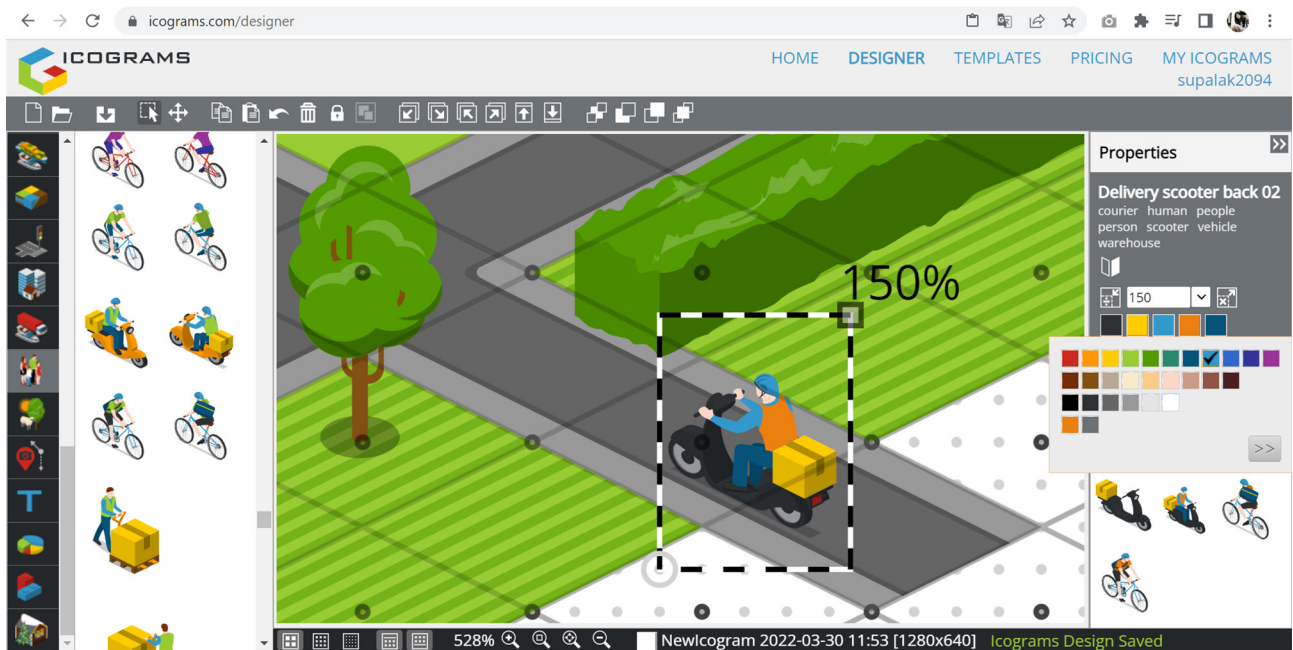 icograms.com/designer
ICOGRAMS
HOME DESIGNER TEMPLATES PRICING MY ICOGRAMS
supalak2094
Properties
Delivery scooter back 02
courier human people
person scooter vehicle
warehouse
150%
150
>>
T
528%
NewIcogram 2022-03-30 11:53 [1280x640] Icograms Design Saved